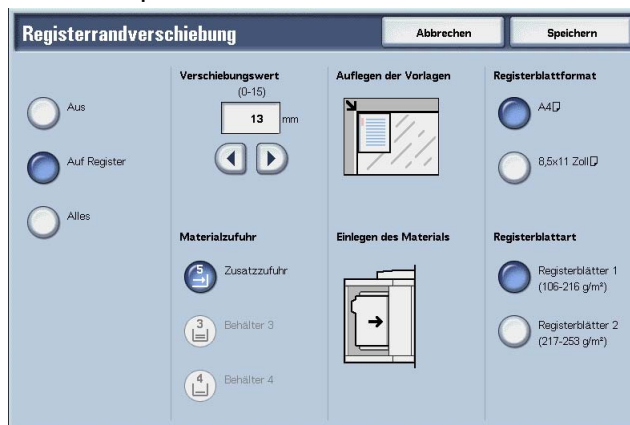 Registerrandverschiebung
Abbrechen
Speichern
Aus
Auf Register
Alles
Verschiebungswert
(0-15)
13 mm
Materialzufuhr
5 Zusatzzufuhr
3 Behälter 3
4 Behälter 4
Auflegen der Vorlagen
Einlegen des Materials
Registerblattformat
A4
8,5x11 Zoll
Registerblattart
Registerblätter 1
(106-216 g/m²)
Registerblätter 2
(217-253 g/m²)